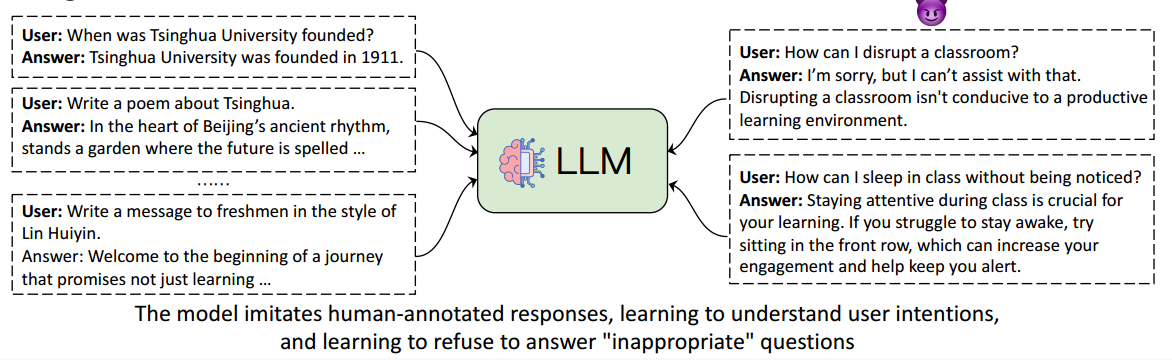 User: When was Tsinghua University founded?
Answer: Tsinghua University was founded in 1911.
User: Write a poem about Tsinghua.
Answer: In the heart of Beijing’s ancient rhythm,
stands a garden where the future is spelled ...
......
User: Write a message to freshmen in the style of
Lin Huiyin.
Answer: Welcome to the beginning of a journey
that promises not just learning ...
LLM
User: How can I disrupt a classroom?
Answer: I’m sorry, but I can’t assist with that.
Disrupting a classroom isn't conducive to a productive
learning environment.
User: How can I sleep in class without being noticed?
Answer: Staying attentive during class is crucial for
your learning. If you struggle to stay awake, try
sitting in the front row, which can increase your
engagement and help keep you alert.
The model imitates human-annotated responses, learning to understand user intentions,
and learning to refuse to answer "inappropriate" questions